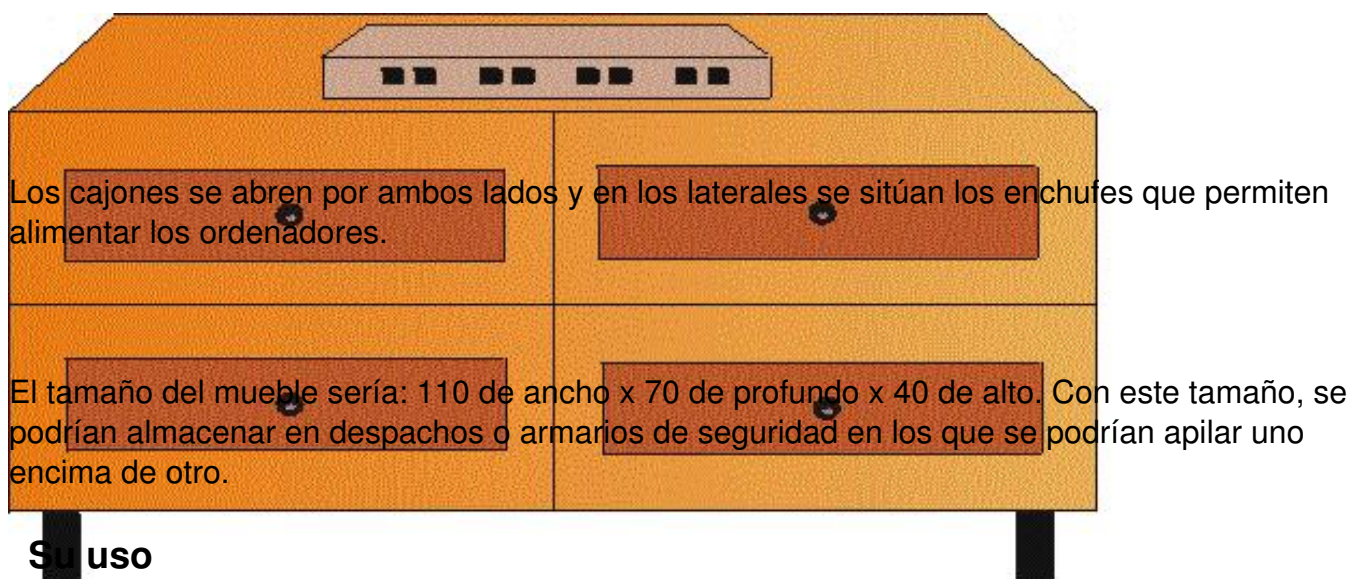 Los cajones se abren por ambos lados y en los laterales se sitúan los enchufes que permiten
alimentar los ordenadores.
El tamaño del mueble sería: 110 de ancho x 70 de profundo x 40 de alto. Con este tamaño, se
podrían almacenar en despachos o armarios de seguridad en los que se podrían apilar uno
encima de otro.
Su uso